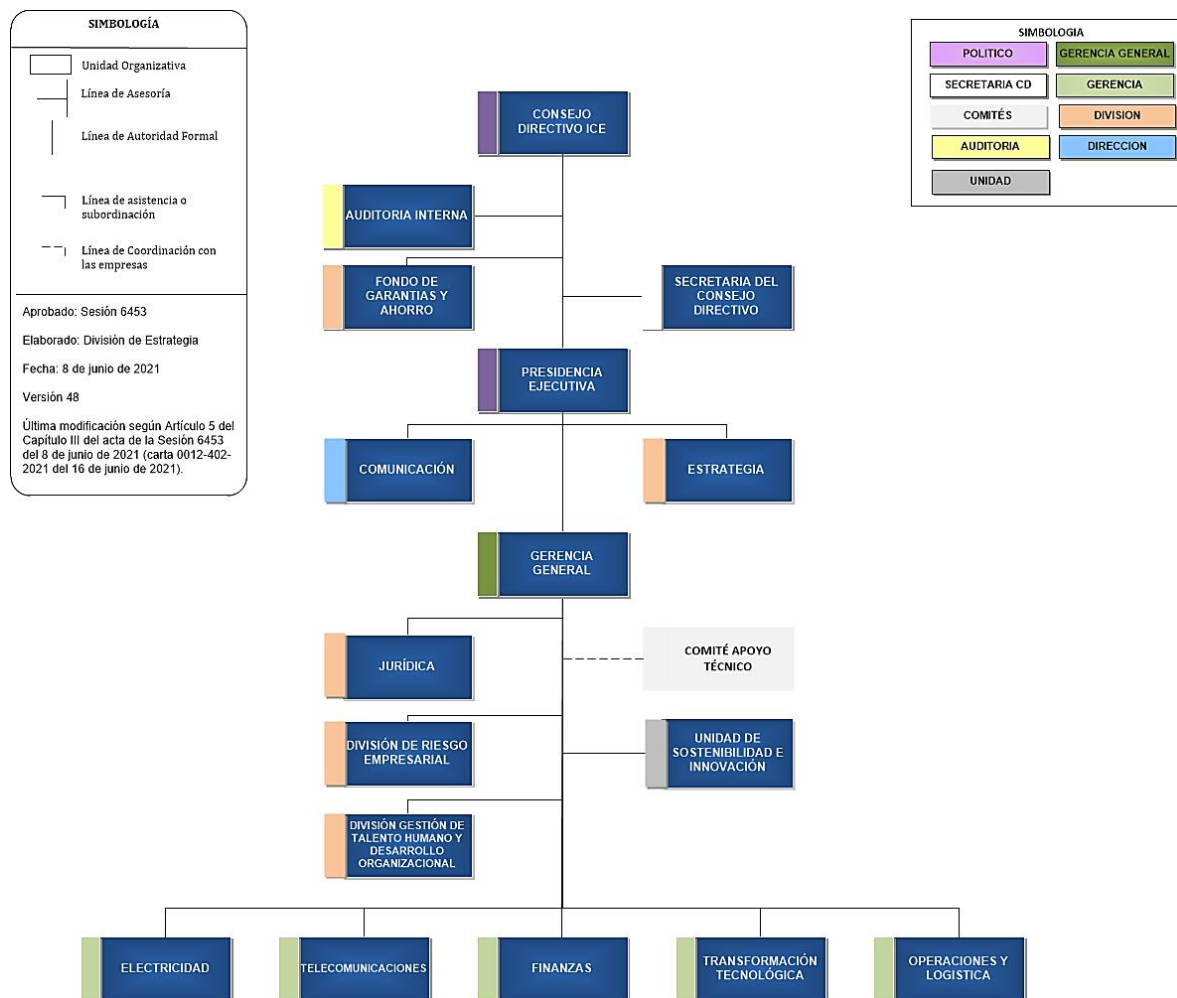 SIMBOLOGÍA
Unidad Organizativa
Línea de Asesoría
Línea de Autoridad Formal
Línea de asistencia o
subordinación
Línea de Coordinación con
las empresas
Aprobado: Sesión 6453
Elaborado: División de Estrategia
Fecha: 8 de junio de 2021
Versión 48
Última modificación según Artículo 5 del
Capítulo III del acta de la Sesión 6453
del 8 de junio de 2021 (carta 0012-402-
2021 del 16 de junio de 2021).
SIMBOLOGIA
POLITICO
GERENCIA GENERAL
SECRETARIA CD
GERENCIA
COMITÉS
DIVISION
AUDITORIA
DIRECCION
UNIDAD
CONSEJO
DIRECTIVO ICE
AUDITORIA INTERNA
FONDO DE
GARANTIAS Y
AHORRO
SECRETARIA DEL
CONSEJO
DIRECTIVO
PRESIDENCIA
EJECUTIVA
COMUNICACIÓN
ESTRATEGIA
GERENCIA
GENERAL
JURÍDICA
COMITÉ APOYO
TÉCNICO
DIVISIÓN DE RIESGO
EMPRESARIAL
UNIDAD DE
SOSTENIBILIDAD E
INNOVACIÓN
DIVISIÓN GESTIÓN DE
TALENTO HUMANO Y
DESARROLLO
ORGANIZACIONAL
ELECTRICIDAD
TELECOMUNICACIONES
FINANZAS
TRANSFORMACIÓN
TECNOLÓGICA
OPERACIONES Y
LOGISTICA